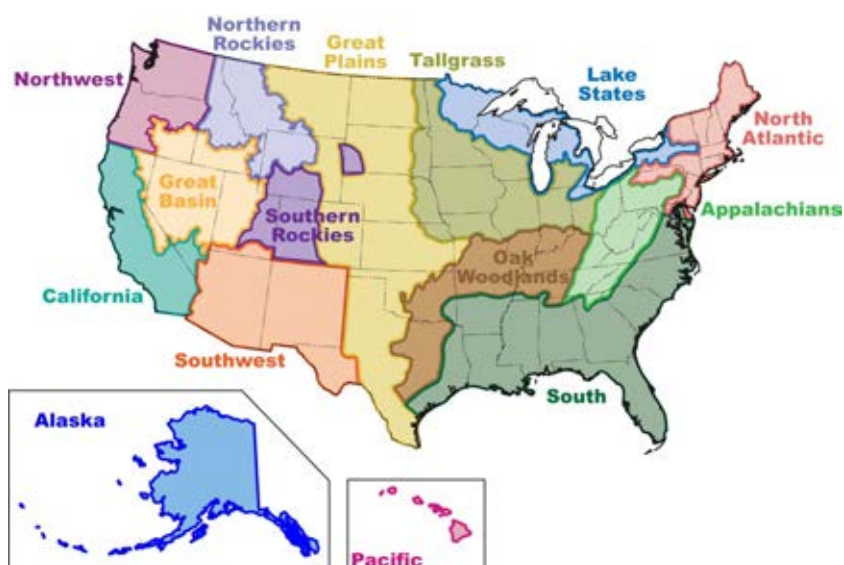 Northern
Rockies
Great
Plains
Tallgrass
Lake
States
Northwest
North
Atlantic
Great
Basin
Appalachians
Southern
Rockies
Oak
Woodlands
California
Southwest
South
Alaska
Pacific